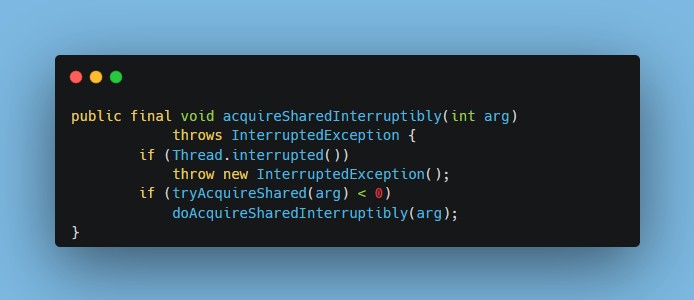 public final void acquireSharedInterruptibly(int arg)
            throws InterruptedException {
        if (Thread.interrupted())
            throw new InterruptedException();
        if (tryAcquireShared(arg) < 0)
            doAcquireSharedInterruptibly(arg);
}